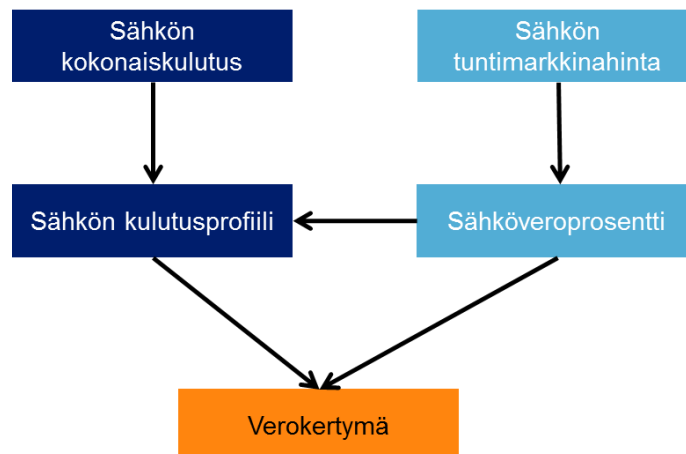 Sähkön
kokonaiskulutus
Sähkön
tuntimarkkinahinta
Sähkön kulutusprofiili
Sähköveroprosentti
Verokertymä